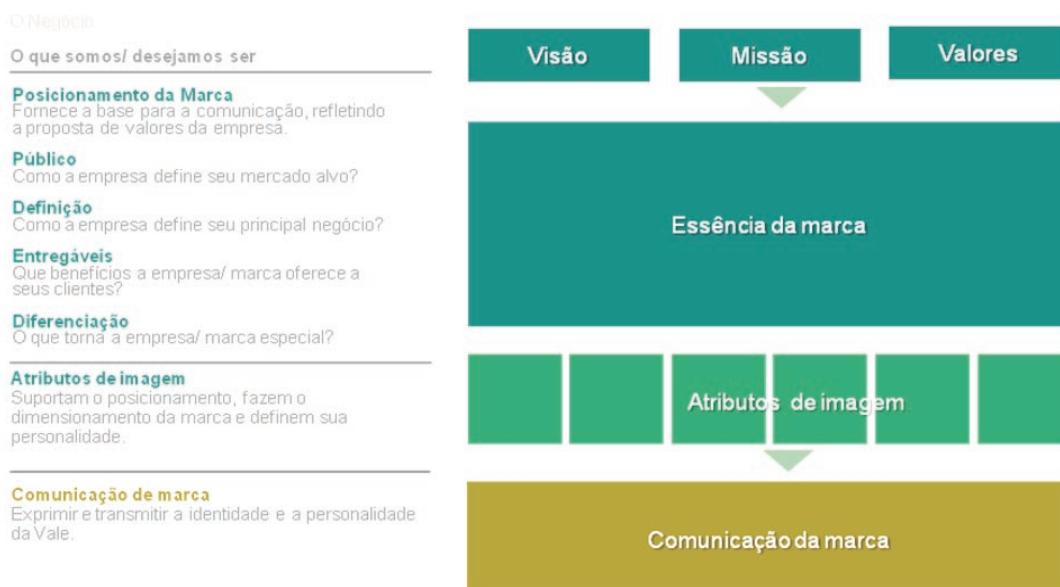 O Negócio
O que somos/ desejamos ser
Posicionamento da Marca
Fornece a base para a comunicação, refletindo
a proposta de valores da empresa.
Público
Como a empresa define seu mercado alvo?
Definição
Como a empresa define seu principal negócio?
Entregáveis
Que benefícios a empresa/ marca oferece a
seus clientes?
Diferenciação
O que torna a empresa/ marca especial?
Atributos de imagem
Suportam o posicionamento, fazem o
dimensionamento da marca e definem sua
personalidade.
Comunicação de marca
Exprimir e transmitir a identidade e a personalidade
da Vale.
Visão
Missão
Valores
Essência da marca
Atributos de imagem
Comunicação da marca